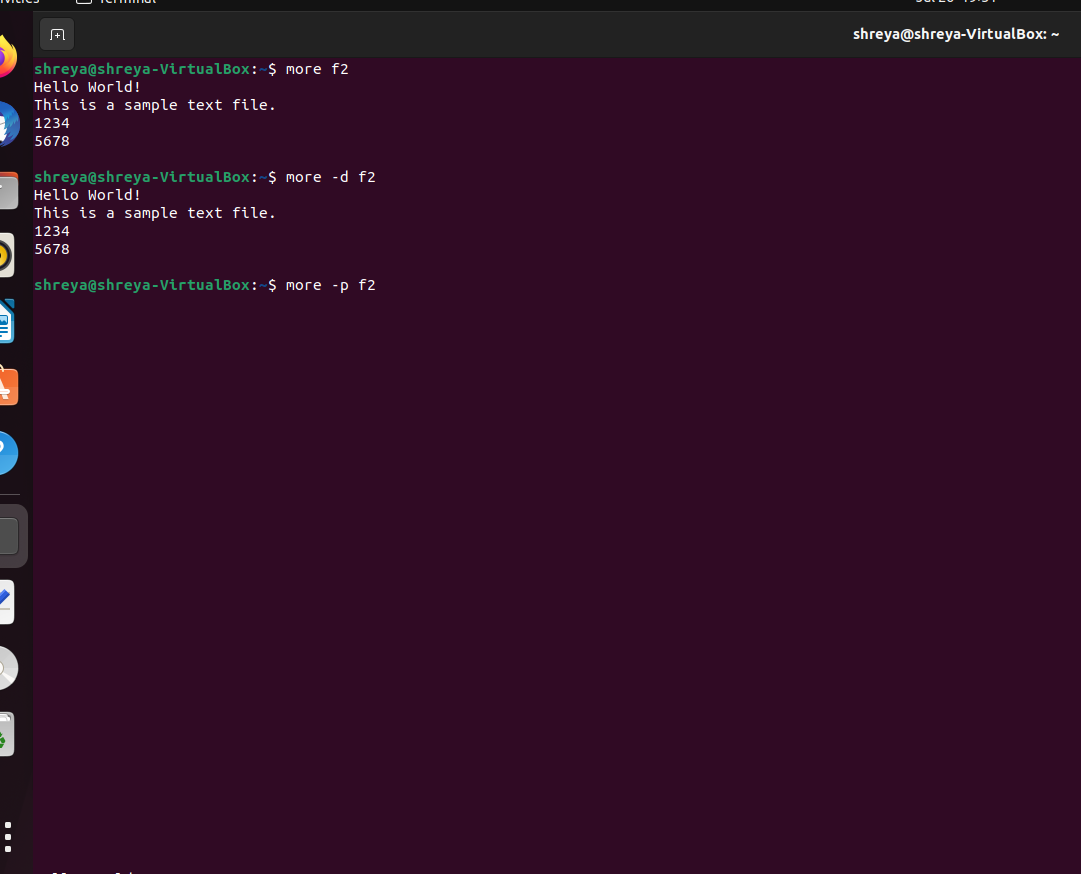 Terminal
shreya@shreya-VirtualBox: ~
shreya@shreya-VirtualBox:~$ more f2
Hello World!
This is a sample text file.
1234
5678
shreya@shreya-VirtualBox:~$ more -d f2
Hello World!
This is a sample text file.
1234
5678
shreya@shreya-VirtualBox:~$ more -p f2